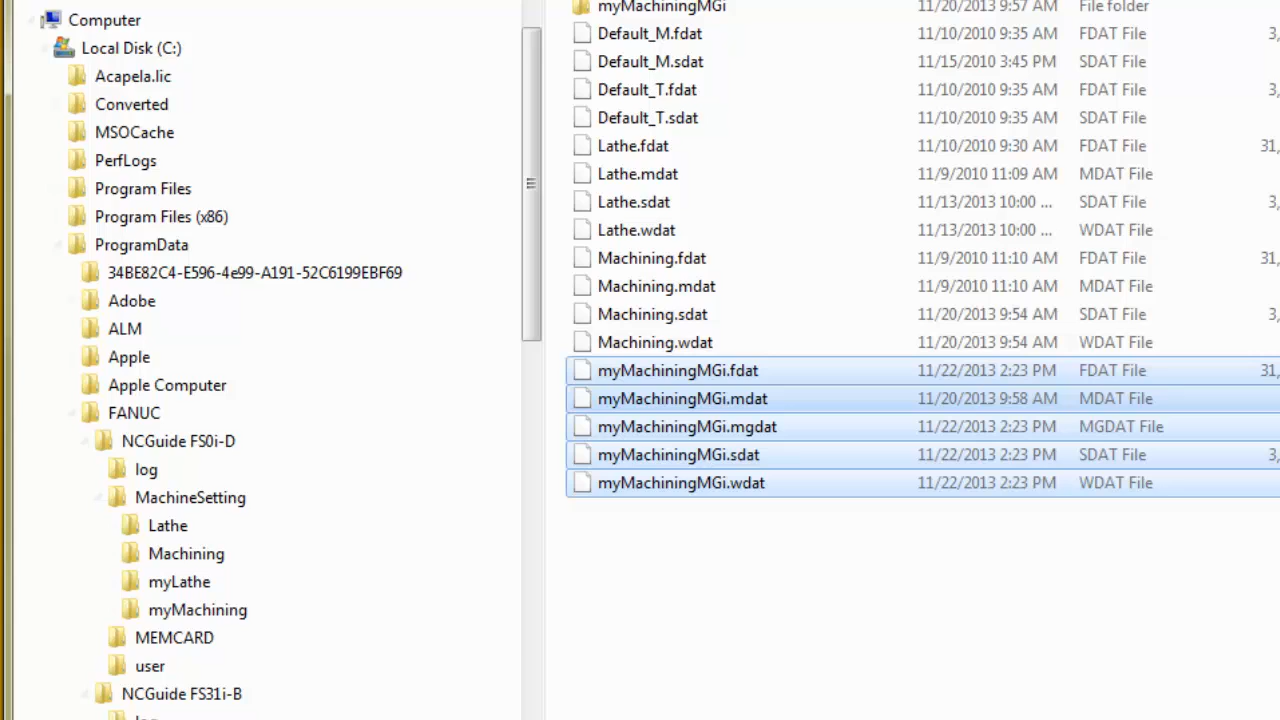 Computer
Local Disk (C:)
Acapela.lic
Converted
MSOCache
PerfLogs
Program Files
Program Files (x86)
ProgramData
34BE82C4-E596-4e99-A191-52C6199EBF69
Adobe
ALM
Apple
Apple Computer
FANUC
NCGuide FS0i-D
log
MachineSetting
Lathe
Machining
myLathe
myMachining
MEMCARD
user
NCGuide FS31i-B
myMachiningMGi 11/20/2013 9:57 AM File folder
Default_M.fdat 11/10/2010 9:35 AM FDAT File 3,
Default_M.sdat 11/15/2010 3:45 PM SDAT File
Default_T.fdat 11/10/2010 9:35 AM FDAT File 3,
Default_T.sdat 11/10/2010 9:35 AM SDAT File
Lathe.fdat 11/10/2010 9:30 AM FDAT File 31,
Lathe.mdat 11/9/2010 11:09 AM MDAT File
Lathe.sdat 11/13/2013 10:00 ... SDAT File 3,
Lathe.wdat 11/13/2013 10:00 ... WDAT File
Machining.fdat 11/9/2010 11:10 AM FDAT File 31,
Machining.mdat 11/9/2010 11:10 AM MDAT File
Machining.sdat 11/20/2013 9:54 AM SDAT File 3,
Machining.wdat 11/20/2013 9:54 AM WDAT File
myMachiningMGi.fdat 11/22/2013 2:23 PM FDAT File 31,
myMachiningMGi.mdat 11/20/2013 9:58 AM MDAT File
myMachiningMGi.mgdat 11/22/2013 2:23 PM MGDAT File
myMachiningMGi.sdat 11/22/2013 2:23 PM SDAT File 3,
myMachiningMGi.wdat 11/22/2013 2:23 PM WDAT File